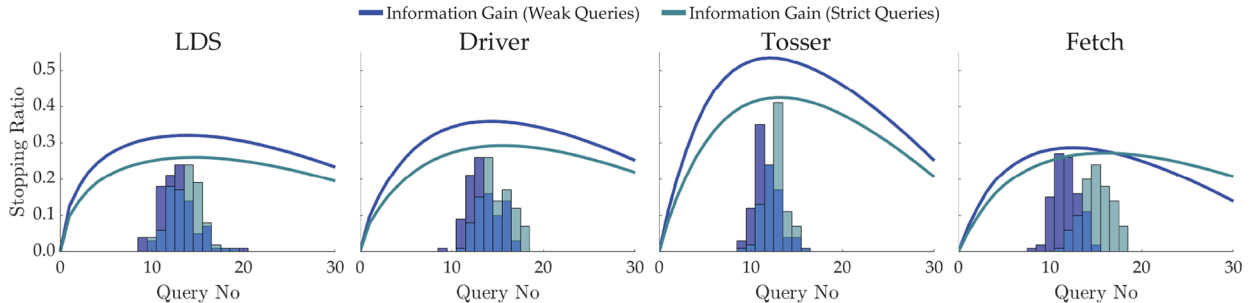 Information Gain (Weak Queries) Information Gain (Strict Queries)
LDS Driver Tosser Fetch
Stopping Ratio
0.5
0.4
0.3
0.2
0.1
0.0
0 10 20 30 0 10 20 30 0 10 20 30 0 10 20 30
Query No Query No Query No Query No